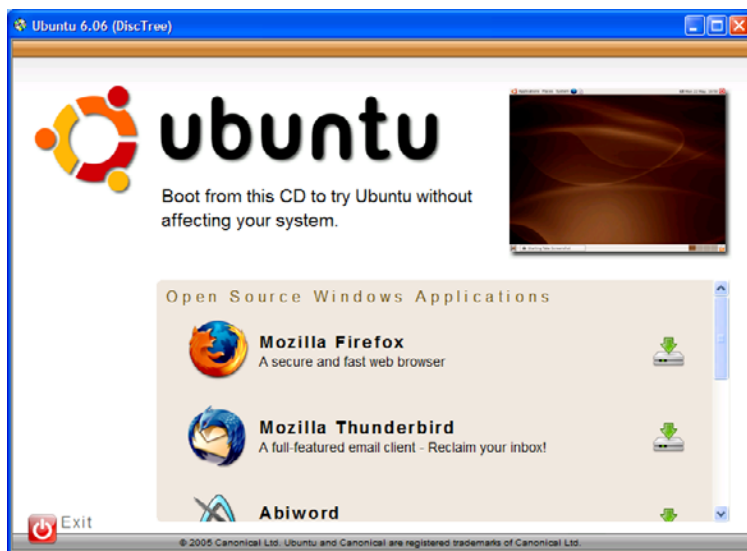 Ubuntu 6.06 (DiscTree)
ubuntu
Boot from this CD to try Ubuntu without
affecting your system.
Open Source Windows Applications
Mozilla Firefox
A secure and fast web browser
Mozilla Thunderbird
A full-featured email client - Reclaim your inbox!
Abiword
Exit
© 2005 Canonical Ltd. Ubuntu and Canonical are registered trademarks of Canonical Ltd.